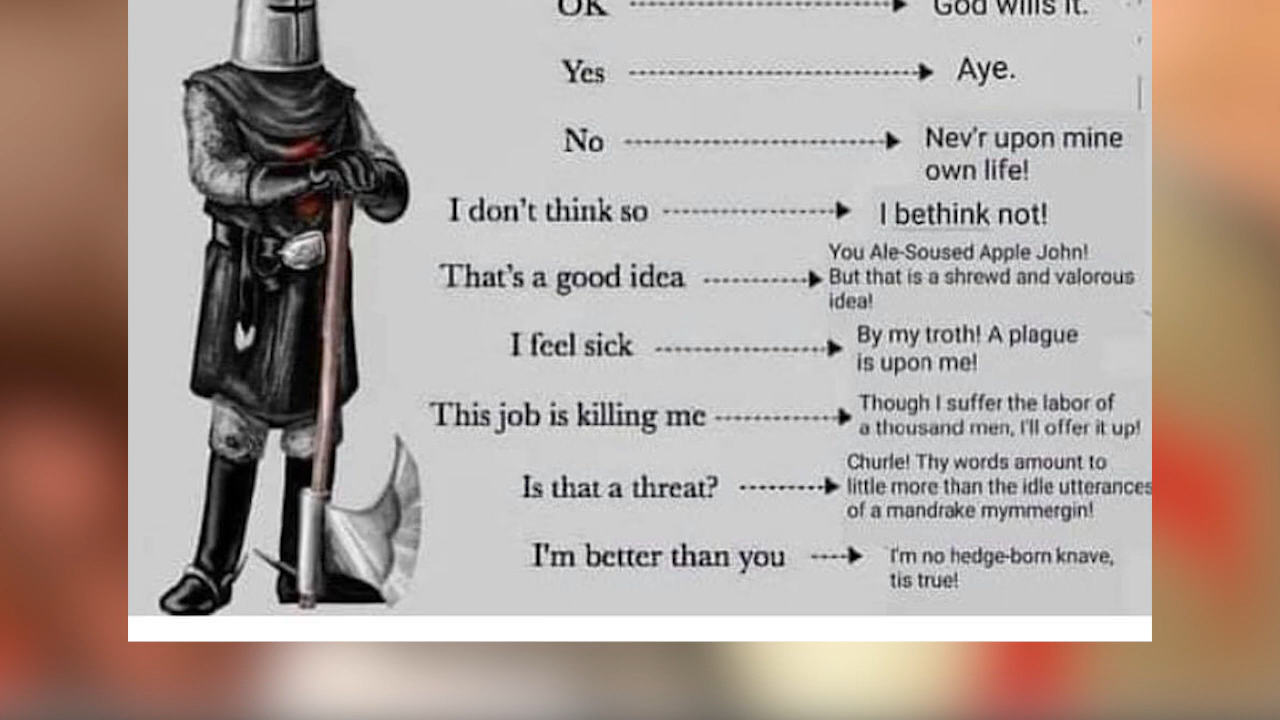 OK God wills it.
Yes Aye.
No Nev'r upon mine
own life!
I don't think so I bethink not!
You Ale-Soused Apple John!
That's a good idea But that is a shrewd and valorous
idea!
I feel sick By my troth! A plague
is upon me!
This job is killing me Though I suffer the labor of
a thousand men, I'll offer it up!
Churle! Thy words amount to
Is that a threat? little more than the idle utterances
of a mandrake mymmergin!
I'm better than you I'm no hedge-born knave,
tis true!